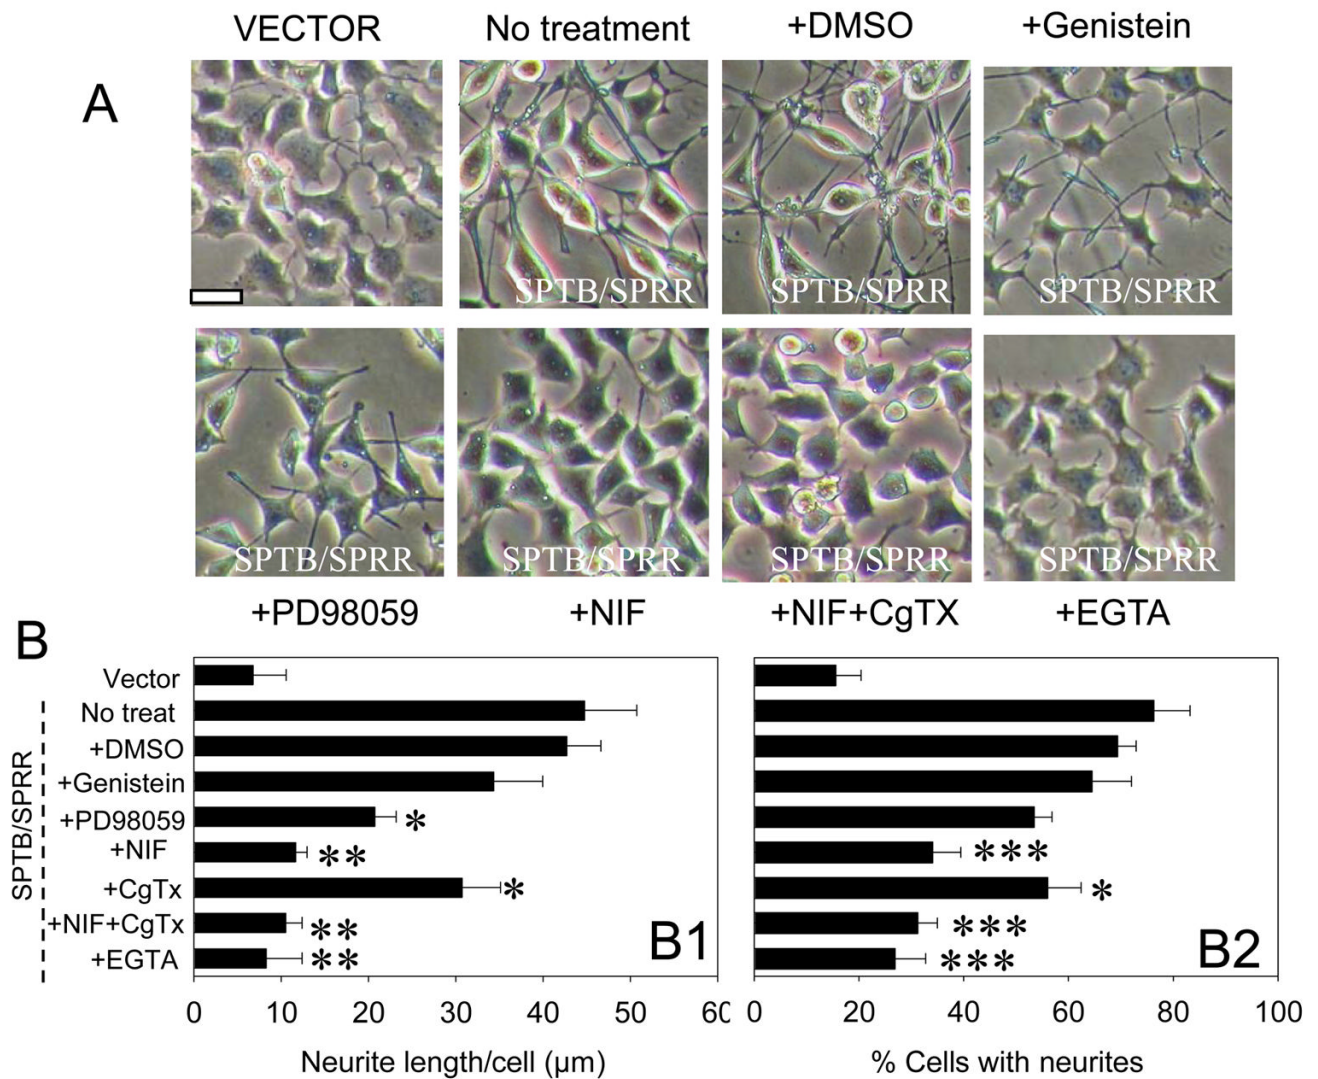 VECTOR No treatment +DMSO +Genistein
A
SPTB/SPRR SPTB/SPRR SPTB/SPRR
SPTB/SPRR SPTB/SPRR SPTB/SPRR SPTB/SPRR
+PD98059 +NIF +NIF+CgTX +EGTA
B
SPTB/SPRR
Vector
No treat
+DMSO
+Genistein
+PD98059 *
+NIF ** ***
+CgTx * *
+NIF+CgTx ** ***
+EGTA ** ***
B1 B2
0 10 20 30 40 50 60 0 20 40 60 80 100
Neurite length/cell (µm) % Cells with neurites